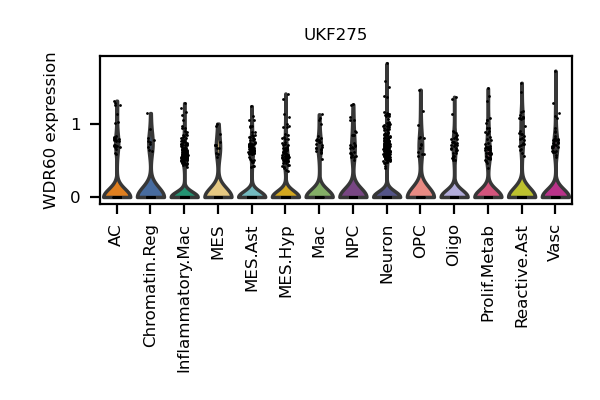 UKF275
WDR60 expression
1
0
AC
Chromatin.Reg
Inflammatory.Mac
MES
MES.Ast
MES.Hyp
Mac
NPC
Neuron
OPC
Oligo
Prolif.Metab
Reactive.Ast
Vasc